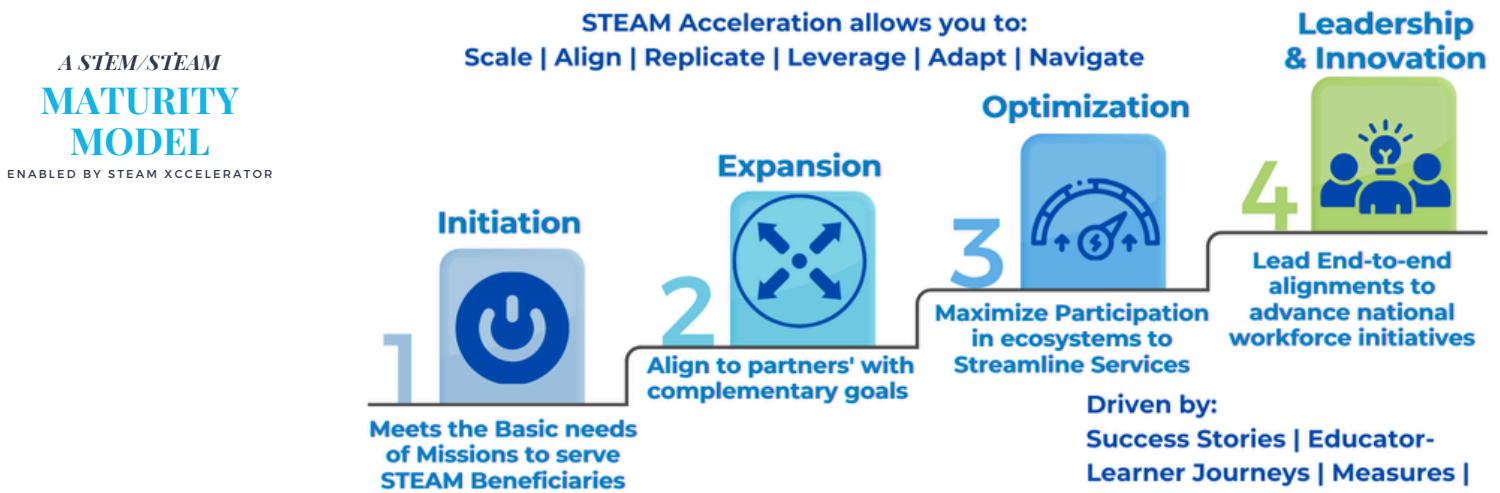 A STEM/STEAM
MATURITY
MODEL
ENABLED BY STEAM XCCELERATOR
STEAM Acceleration allows you to:
Scale | Align | Replicate | Leverage | Adapt | Navigate
1
Initiation
Meets the Basic needs
of Missions to serve
STEAM Beneficiaries
2
Expansion
Align to partners' with
complementary goals
3
Optimization
Maximize Participation
in ecosystems to
Streamline Services
4
Leadership
& Innovation
Lead End-to-end
alignments to
advance national
workforce initiatives
Driven by:
Success Stories | Educator-
Learner Journeys | Measures |